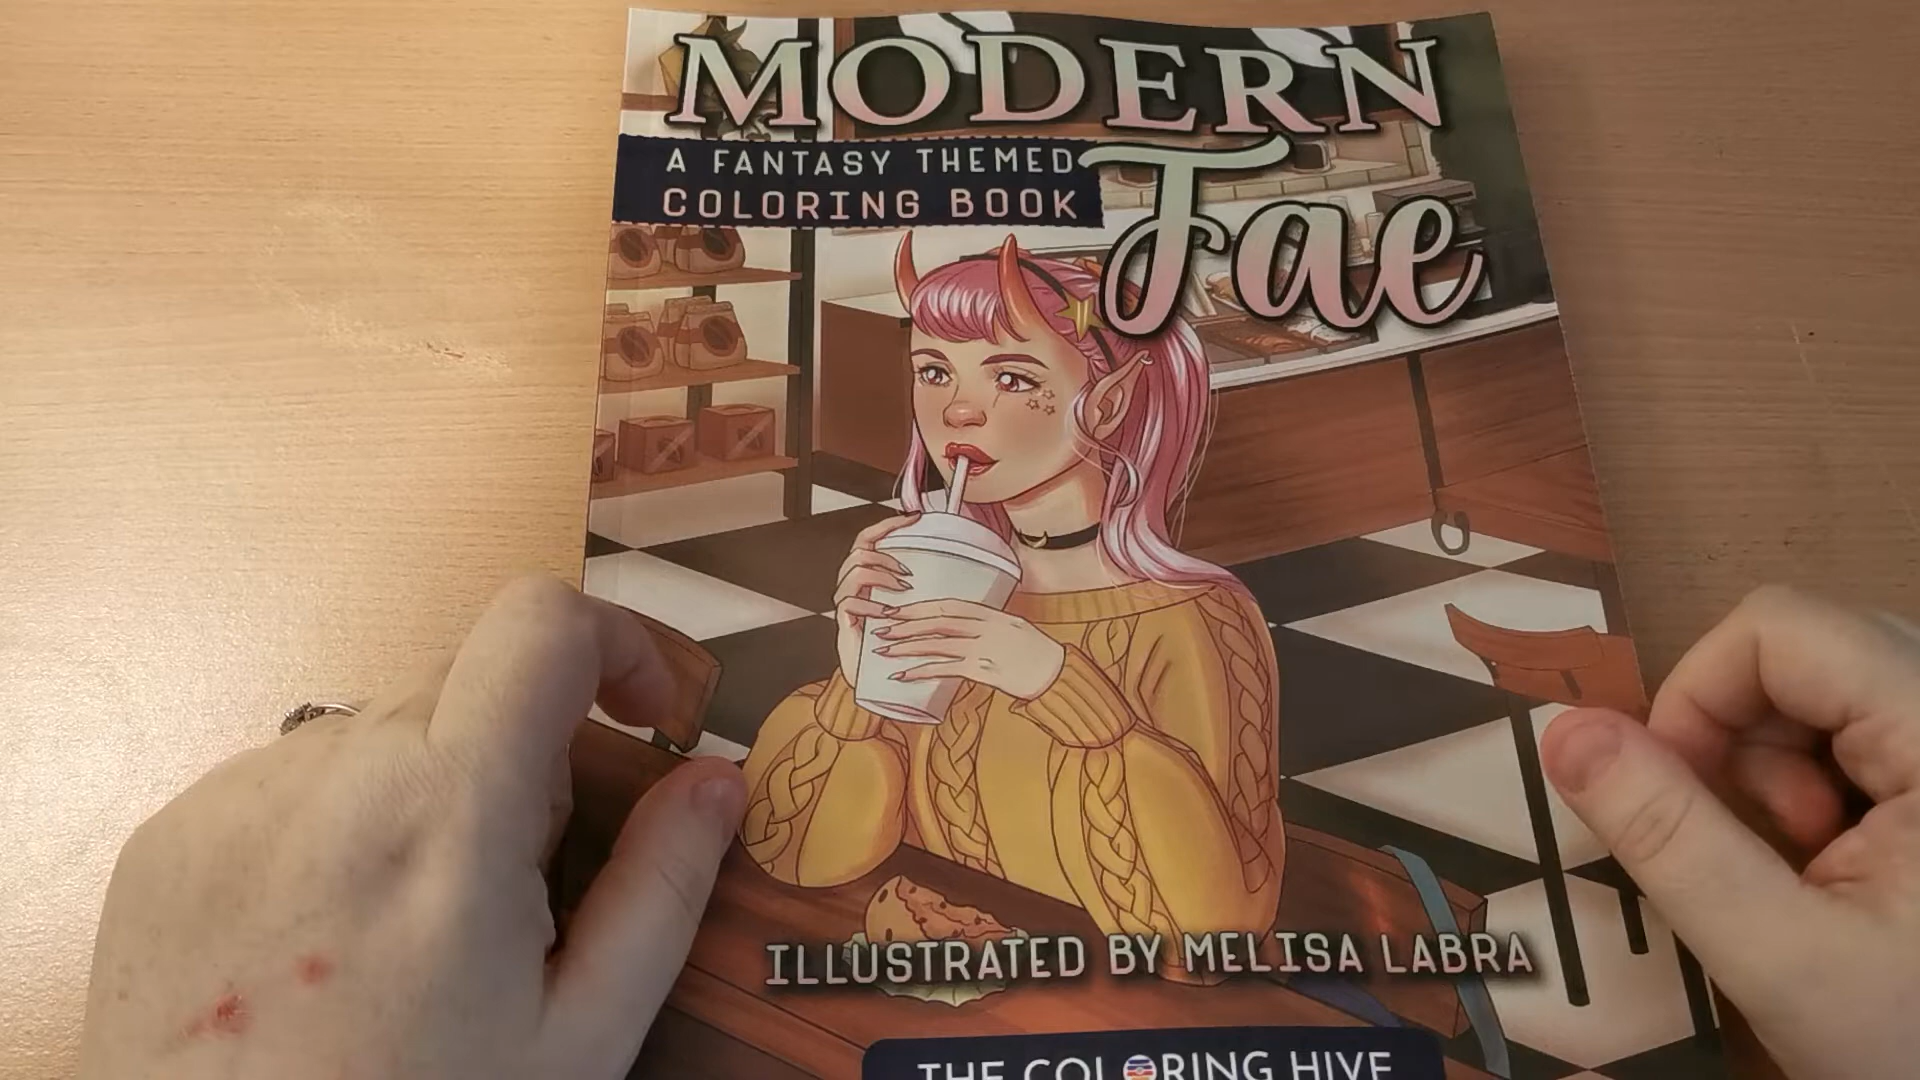 MODERN
A FANTASY THEMED
COLORING BOOK
Fae
ILLUSTRATED BY MELISA LABRA
THE COLORING HIVE